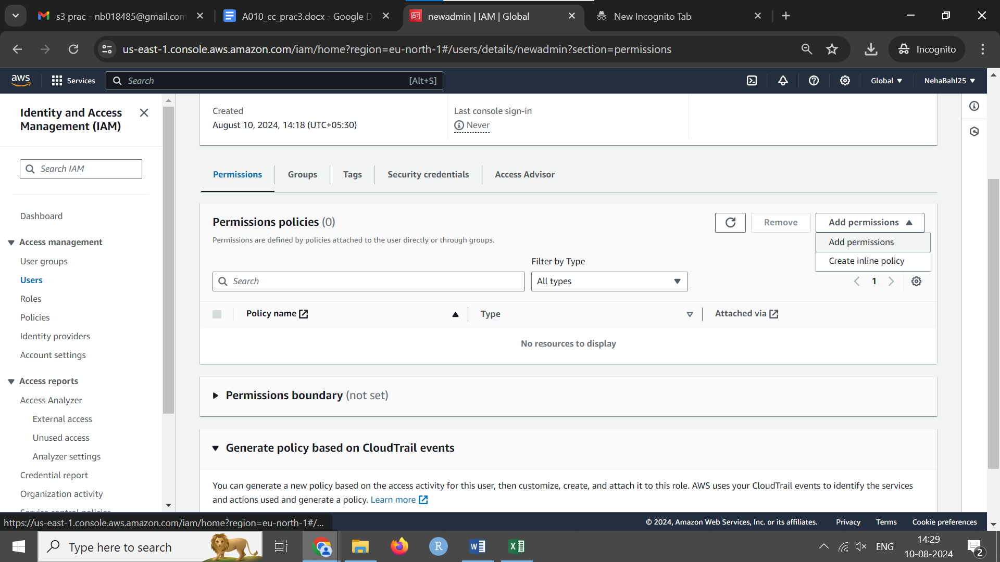 s3 prac - nb018485@gmail.com
A010_cc_prac3.docx - Google D
newadmin | IAM | Global
New Incognito Tab
us-east-1.console.aws.amazon.com/iam/home?region=eu-north-1#/users/details/newadmin?section=permissions
Incognito
aws
Services
Search
[Alt+S]
Global
NehaBahl25
Identity and Access
Management (IAM)
Search IAM
Dashboard
Access management
User groups
Users
Roles
Policies
Identity providers
Account settings
Access reports
Access Analyzer
External access
Unused access
Analyzer settings
Credential report
Organization activity
Service control policies
Created
August 10, 2024, 14:18 (UTC+05:30)
Last console sign-in
Never
Permissions
Groups
Tags
Security credentials
Access Advisor
Permissions policies (0)
Remove
Add permissions
Permissions are defined by policies attached to the user directly or through groups.
Add permissions
Create inline policy
Filter by Type
Search
All types
1
Policy name
Type
Attached via
No resources to display
Permissions boundary (not set)
Generate policy based on CloudTrail events
You can generate a new policy based on the access activity for this user, then customize, create, and attach it to this role. AWS uses your CloudTrail events to identify the services
and actions used and generate a policy. Learn more
https://us-east-1.console.aws.amazon.com/iam/home?region=eu-north-1#/...
© 2024, Amazon Web Services, Inc. or its affiliates.
Privacy
Terms
Cookie preferences
Type here to search
R
W
X
ENG
14:29
10-08-2024
2